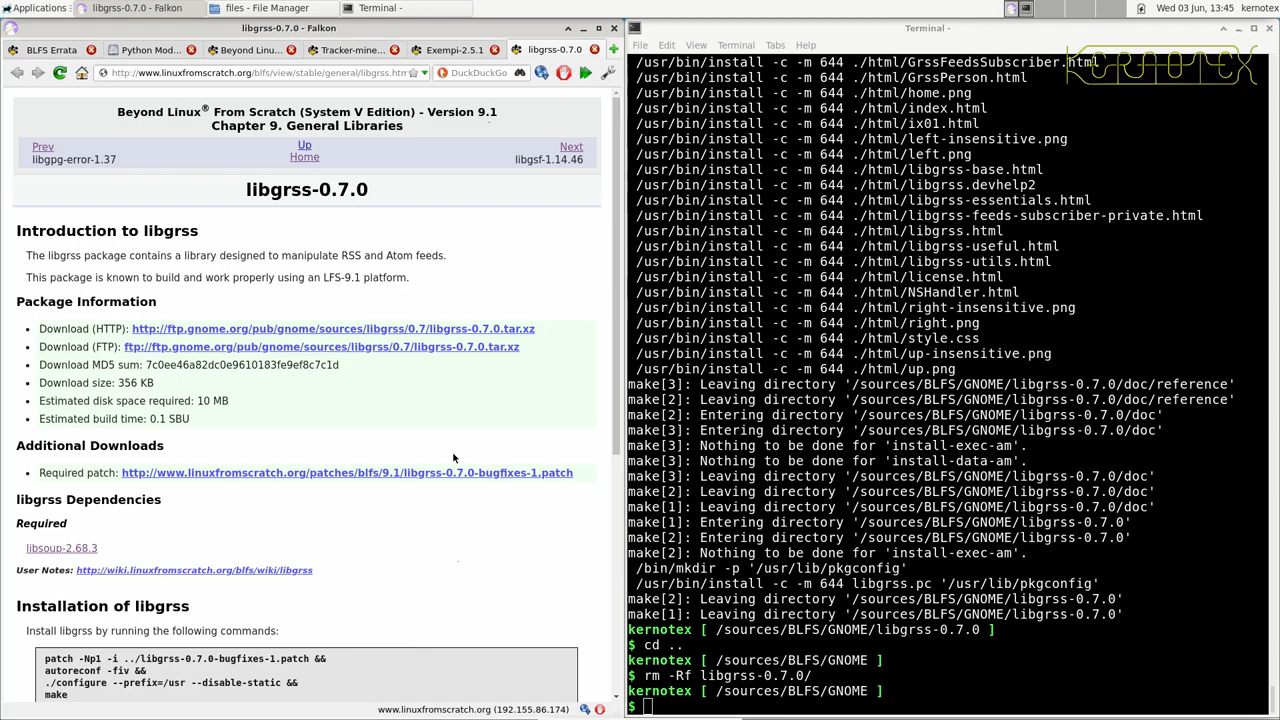 Applications
libgrss-0.7.0 - Falkon
files - File Manager
Terminal -
Wed 03 Jun, 13:45
kernotex
libgrss-0.7.0 - Falkon
BLFS Errata
Python Mod...
Beyond Linu...
Tracker-mine...
Exempi-2.5.1
libgrss-0.7.0
http://www.linuxfromscratch.org/blfs/view/stable/general/libgrss.htm
DuckDuckGo
Beyond Linux® From Scratch (System V Edition) - Version 9.1
Chapter 9. General Libraries
Prev
Up
Next
libgpg-error-1.37
Home
libgsf-1.14.46
libgrss-0.7.0
Introduction to libgrss
The libgrss package contains a library designed to manipulate RSS and Atom feeds.
This package is known to build and work properly using an LFS-9.1 platform.
Package Information
Download (HTTP): http://ftp.gnome.org/pub/gnome/sources/libgrss/0.7/libgrss-0.7.0.tar.xz
Download (FTP): ftp://ftp.gnome.org/pub/gnome/sources/libgrss/0.7/libgrss-0.7.0.tar.xz
Download MD5 sum: 7c0ee46a82dc0e9610183fe9ef8c7c1d
Download size: 356 KB
Estimated disk space required: 10 MB
Estimated build time: 0.1 SBU
Additional Downloads
Required patch: http://www.linuxfromscratch.org/patches/blfs/9.1/libgrss-0.7.0-bugfixes-1.patch
libgrss Dependencies
Required
libsoup-2.68.3
User Notes: http://wiki.linuxfromscratch.org/blfs/wiki/libgrss
Installation of libgrss
Install libgrss by running the following commands:
patch -Np1 -i ../libgrss-0.7.0-bugfixes-1.patch &&
autoreconf -fiv &&
./configure --prefix=/usr --disable-static &&
make
www.linuxfromscratch.org (192.155.86.174)
Terminal -
File Edit View Terminal Tabs Help
KERNOTEX
/usr/bin/install -c -m 644 ./html/GrssFeedsSubscriber.html
/usr/bin/install -c -m 644 ./html/GrssPerson.html
/usr/bin/install -c -m 644 ./html/home.png
/usr/bin/install -c -m 644 ./html/index.html
/usr/bin/install -c -m 644 ./html/ix01.html
/usr/bin/install -c -m 644 ./html/left-insensitive.png
/usr/bin/install -c -m 644 ./html/left.png
/usr/bin/install -c -m 644 ./html/libgrss-base.html
/usr/bin/install -c -m 644 ./html/libgrss.devhelp2
/usr/bin/install -c -m 644 ./html/libgrss-essentials.html
/usr/bin/install -c -m 644 ./html/libgrss-feeds-subscriber-private.html
/usr/bin/install -c -m 644 ./html/libgrss.html
/usr/bin/install -c -m 644 ./html/libgrss-useful.html
/usr/bin/install -c -m 644 ./html/libgrss-utils.html
/usr/bin/install -c -m 644 ./html/license.html
/usr/bin/install -c -m 644 ./html/NSHandler.html
/usr/bin/install -c -m 644 ./html/right-insensitive.png
/usr/bin/install -c -m 644 ./html/right.png
/usr/bin/install -c -m 644 ./html/style.css
/usr/bin/install -c -m 644 ./html/up-insensitive.png
/usr/bin/install -c -m 644 ./html/up.png
make[3]: Leaving directory '/sources/BLFS/GNOME/libgrss-0.7.0/doc/reference'
make[2]: Leaving directory '/sources/BLFS/GNOME/libgrss-0.7.0/doc/reference'
make[2]: Entering directory '/sources/BLFS/GNOME/libgrss-0.7.0/doc'
make[3]: Entering directory '/sources/BLFS/GNOME/libgrss-0.7.0/doc'
make[3]: Nothing to be done for 'install-exec-am'.
make[3]: Nothing to be done for 'install-data-am'.
make[3]: Leaving directory '/sources/BLFS/GNOME/libgrss-0.7.0/doc'
make[2]: Leaving directory '/sources/BLFS/GNOME/libgrss-0.7.0/doc'
make[1]: Leaving directory '/sources/BLFS/GNOME/libgrss-0.7.0/doc'
make[1]: Entering directory '/sources/BLFS/GNOME/libgrss-0.7.0'
make[2]: Entering directory '/sources/BLFS/GNOME/libgrss-0.7.0'
make[2]: Nothing to be done for 'install-exec-am'.
/bin/mkdir -p '/usr/lib/pkgconfig'
/usr/bin/install -c -m 644 libgrss.pc '/usr/lib/pkgconfig'
make[2]: Leaving directory '/sources/BLFS/GNOME/libgrss-0.7.0'
make[1]: Leaving directory '/sources/BLFS/GNOME/libgrss-0.7.0'
kernotex [ /sources/BLFS/GNOME/libgrss-0.7.0 ]
$ cd ..
kernotex [ /sources/BLFS/GNOME ]
$ rm -Rf libgrss-0.7.0/
kernotex [ /sources/BLFS/GNOME ]
$